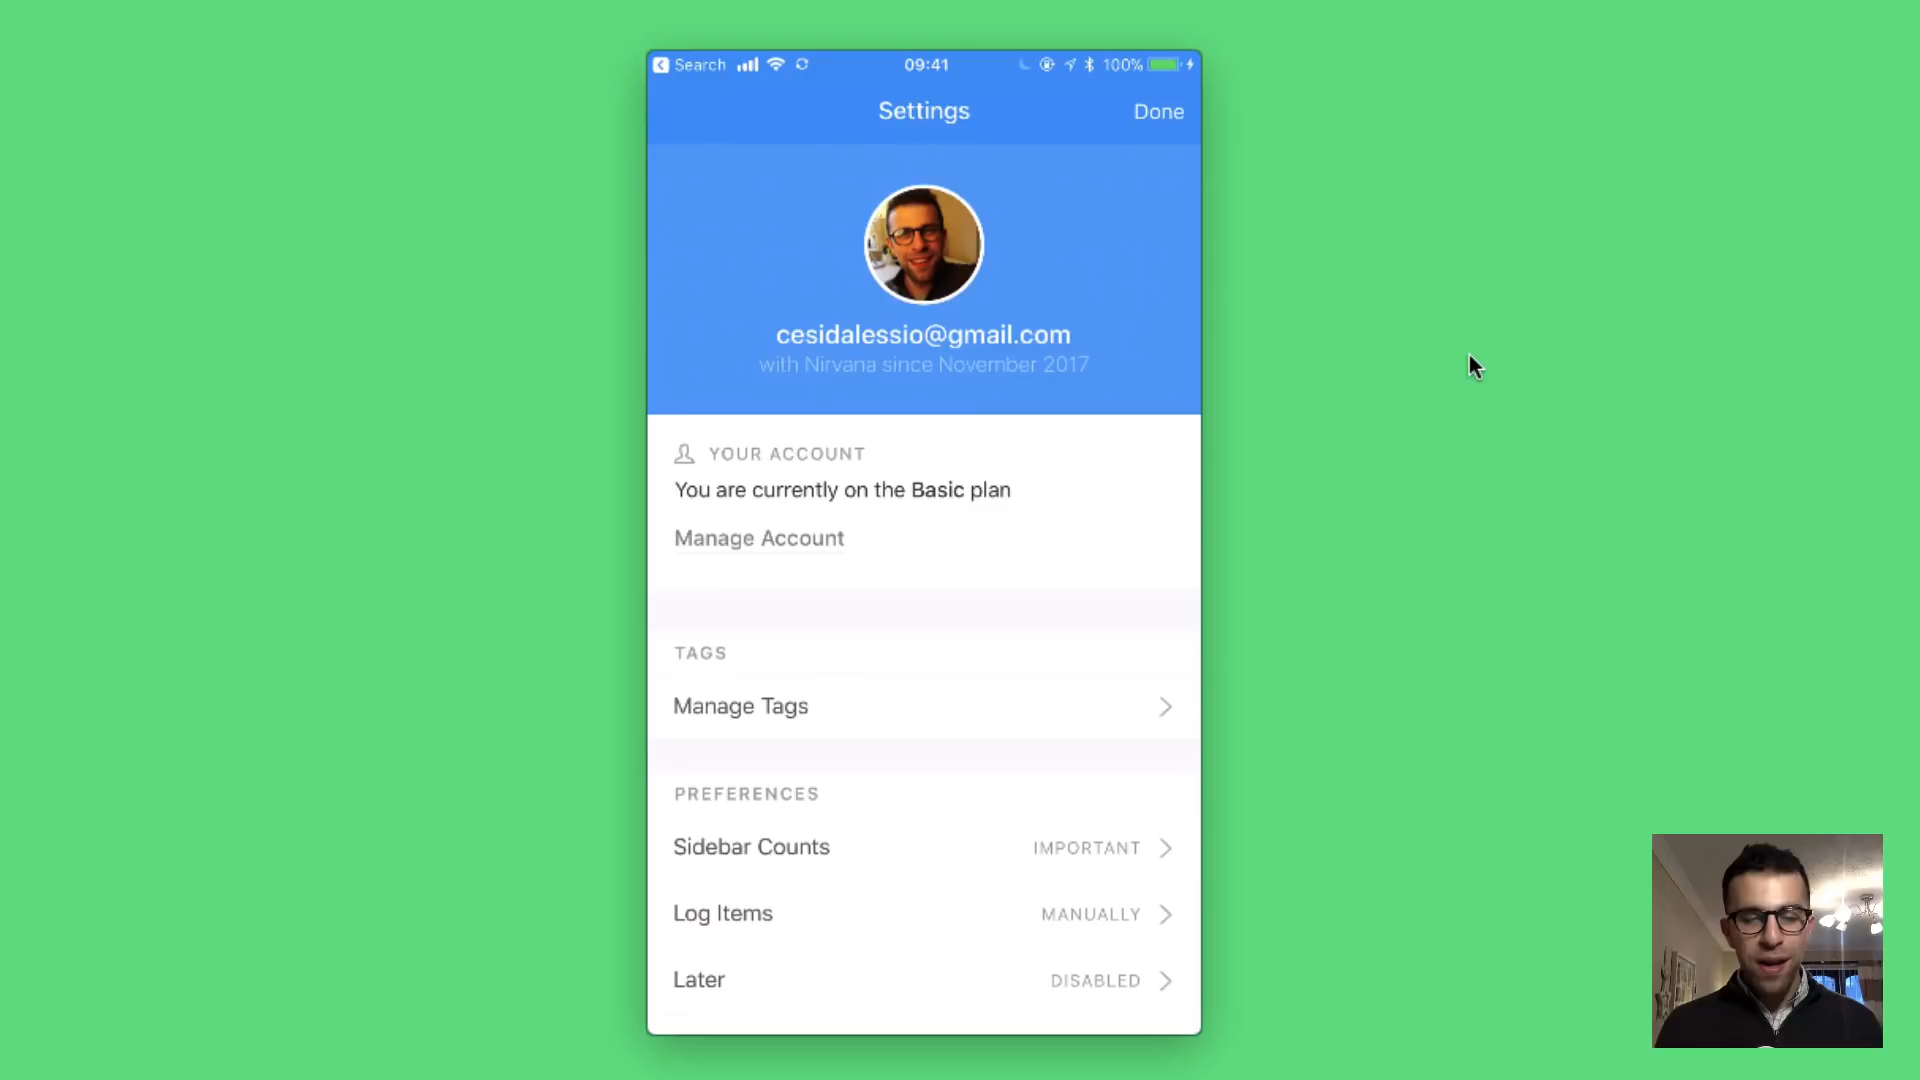 Search
09:41
100%
Settings
Done
cesidalessio@gmail.com
with Nirvana since November 2017
YOUR ACCOUNT
You are currently on the Basic plan
Manage Account
TAGS
Manage Tags
PREFERENCES
Sidebar Counts IMPORTANT
Log Items MANUALLY
Later DISABLED